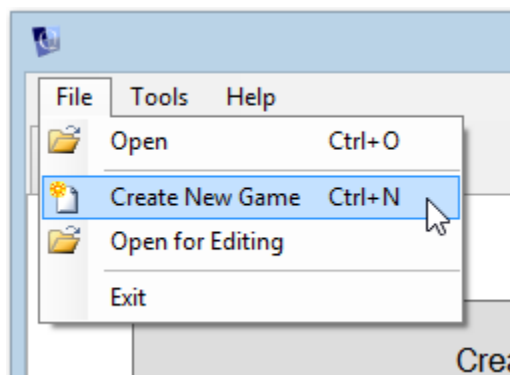 File Tools Help
Open Ctrl+O
Create New Game Ctrl+N
Open for Editing
Exit